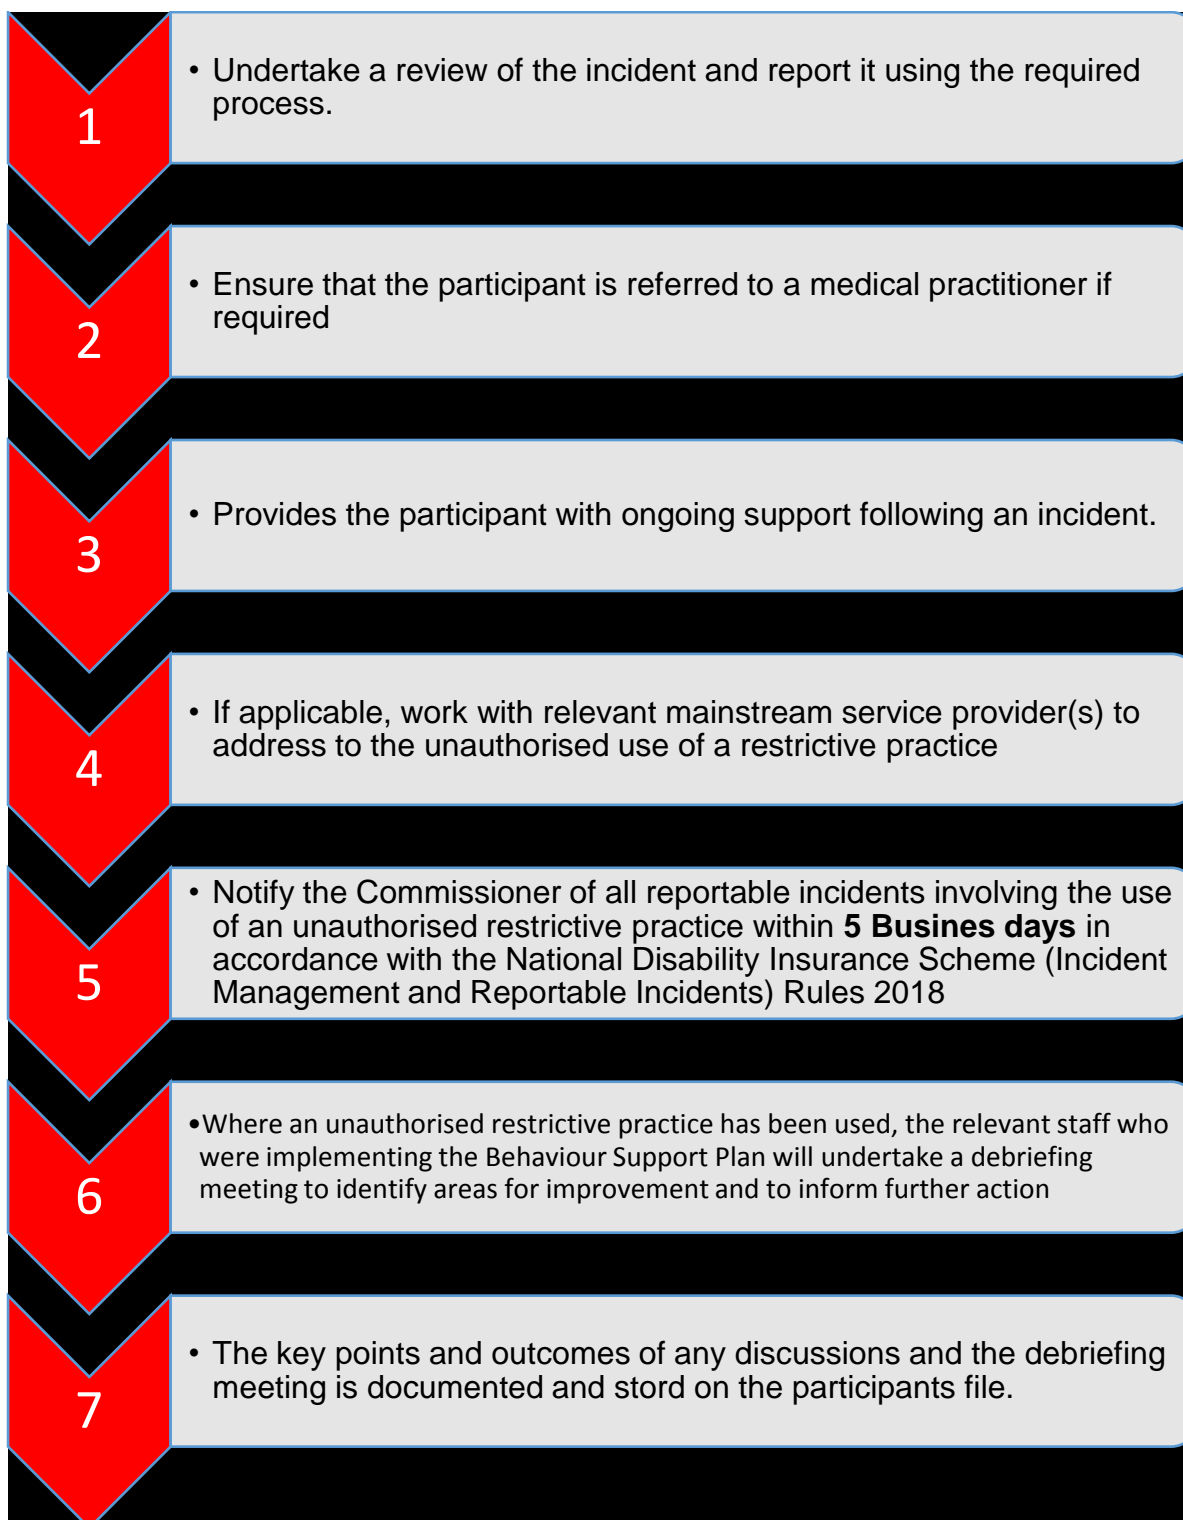 1
• Undertake a review of the incident and report it using the required
process.
2
• Ensure that the participant is referred to a medical practitioner if
required
3
• Provides the participant with ongoing support following an incident.
4
• If applicable, work with relevant mainstream service provider(s) to
address to the unauthorised use of a restrictive practice
5
• Notify the Commissioner of all reportable incidents involving the use
of an unauthorised restrictive practice within 5 Busines days in
accordance with the National Disability Insurance Scheme (Incident
Management and Reportable Incidents) Rules 2018
6
•Where an unauthorised restrictive practice has been used, the relevant staff who
were implementing the Behaviour Support Plan will undertake a debriefing
meeting to identify areas for improvement and to inform further action
7
• The key points and outcomes of any discussions and the debriefing
meeting is documented and stord on the participants file.